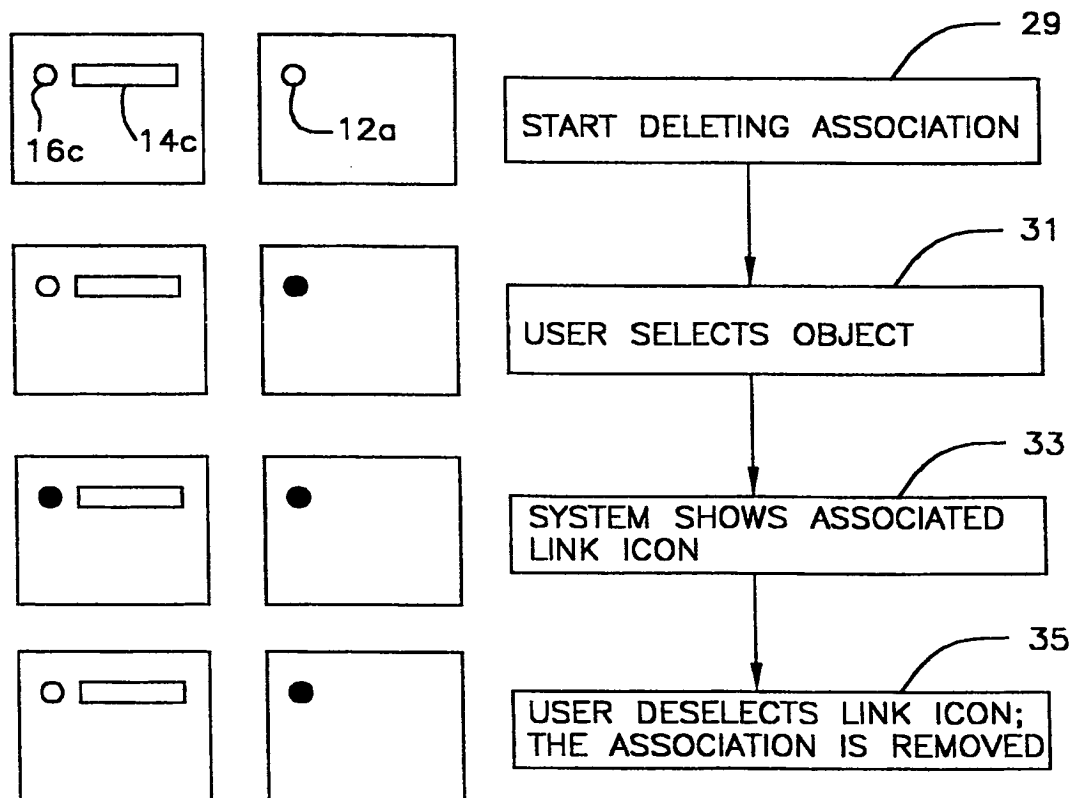 29
16c
14c
12a
START DELETING ASSOCIATION
31
USER SELECTS OBJECT
33
SYSTEM SHOWS ASSOCIATED
LINK ICON
35
USER DESELECTS LINK ICON;
THE ASSOCIATION IS REMOVED